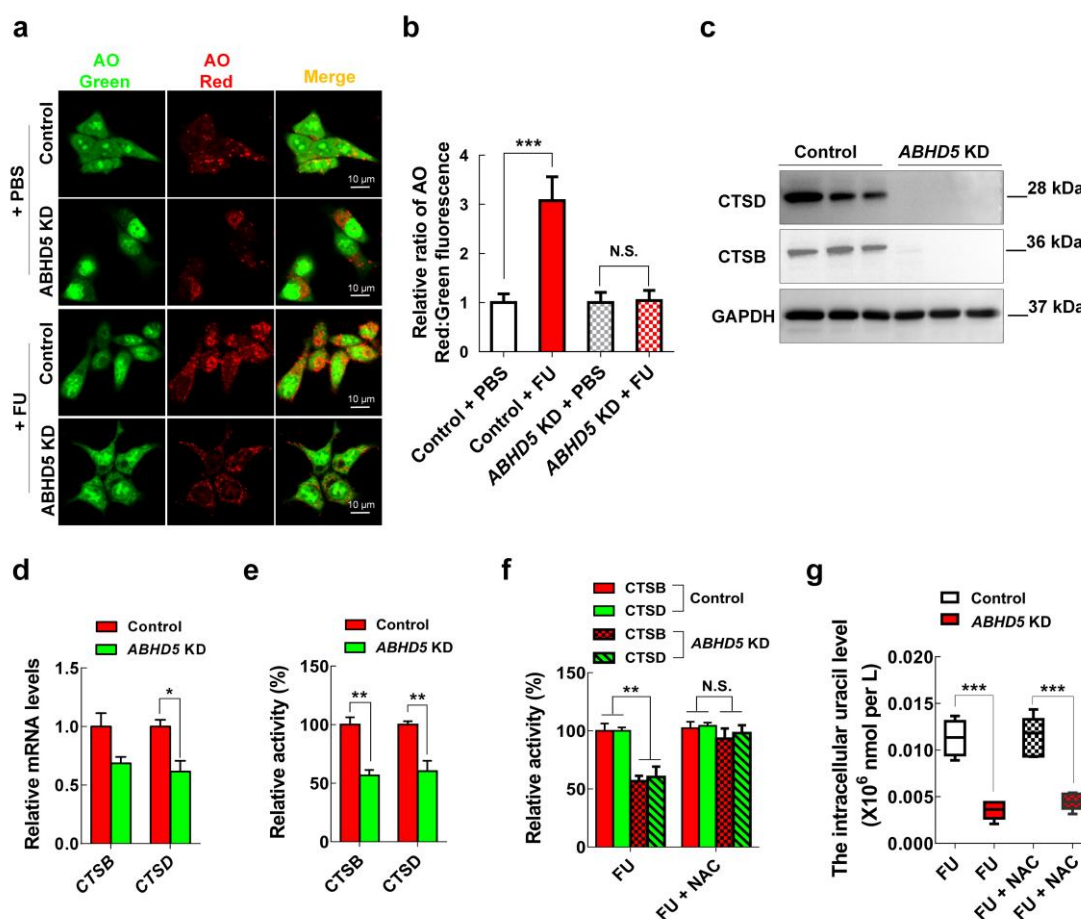 a
AO
Green
AO
Red
Merge
+ PBS
Control
10 µm
ABHD5 KD
10 µm
+ FU
Control
10 µm
ABHD5 KD
10 µm
b
Relative ratio of AO
Red:Green fluorescence
4
3
2
1
0
***
N.S.
Control + PBS
Control + FU
ABHD5 KD + PBS
ABHD5 KD + FU
c
Control
ABHD5 KD
CTSD
28 kDa
CTSB
36 kDa
GAPDH
37 kDa
d
Control
ABHD5 KD
Relative mRNA levels
1.5
1.0
0.5
0.0
*
CTSB
CTSD
e
Control
ABHD5 KD
Relative activity (%)
150
100
50
0
**
**
CTSB
CTSD
f
CTSB
CTSD
Control
CTSB
CTSD
ABHD5 KD
Relative activity (%)
150
100
50
0
**
N.S.
FU
FU + NAC
g
Control
ABHD5 KD
The intracellular uracil level
(X10⁶ nmol per L)
0.020
0.015
0.010
0.005
0.000
***
***
FU
FU
FU + NAC
FU + NAC